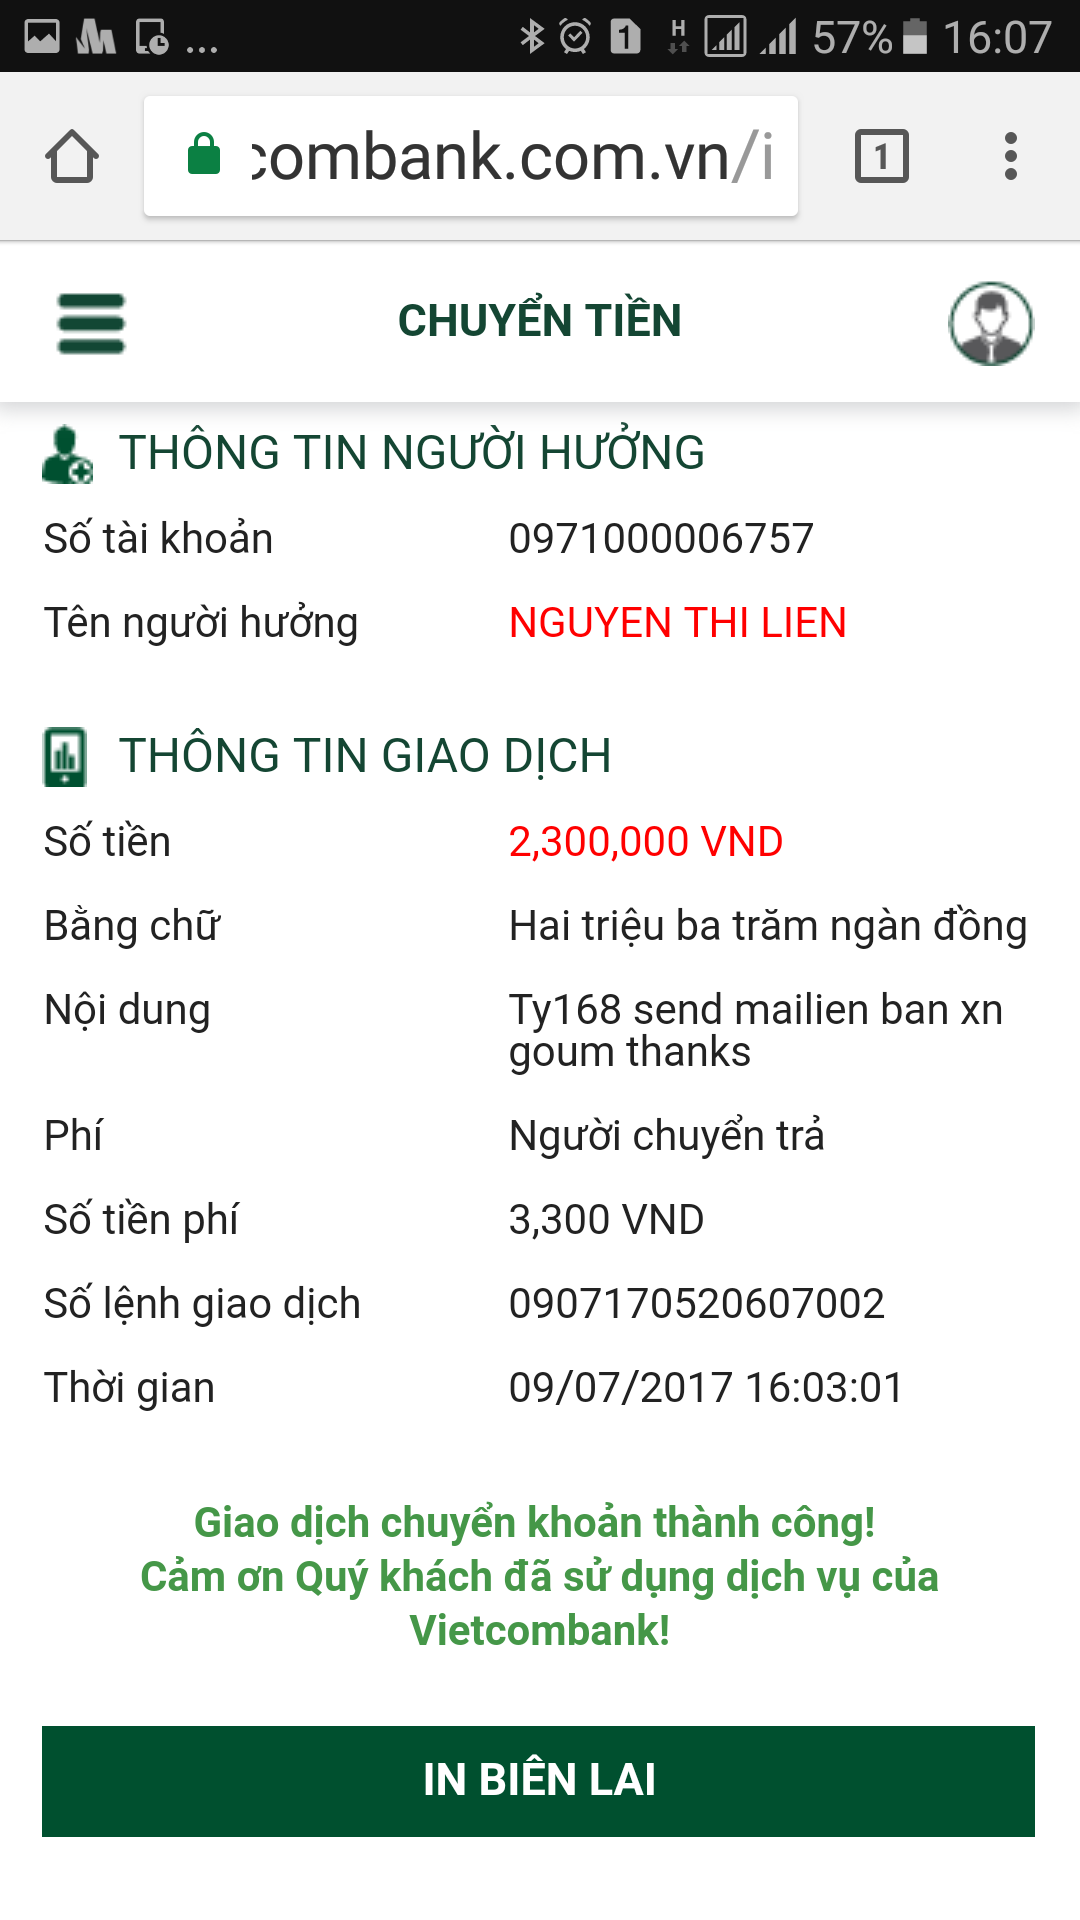 ... 1 H 57% 16:07
combank.com.vn/i 1
CHUYỂN TIỀN
THÔNG TIN NGƯỜI HƯỞNG
Số tài khoản 0971000006757
Tên người hưởng NGUYEN THI LIEN
THÔNG TIN GIAO DỊCH
Số tiền 2,300,000 VND
Bằng chữ Hai triệu ba trăm ngàn đồng
Nội dung Ty168 send mailien ban xn
goum thanks
Phí Người chuyển trả
Số tiền phí 3,300 VND
Số lệnh giao dịch 0907170520607002
Thời gian 09/07/2017 16:03:01
Giao dịch chuyển khoản thành công!
Cảm ơn Quý khách đã sử dụng dịch vụ của
Vietcombank!
IN BIÊN LAI